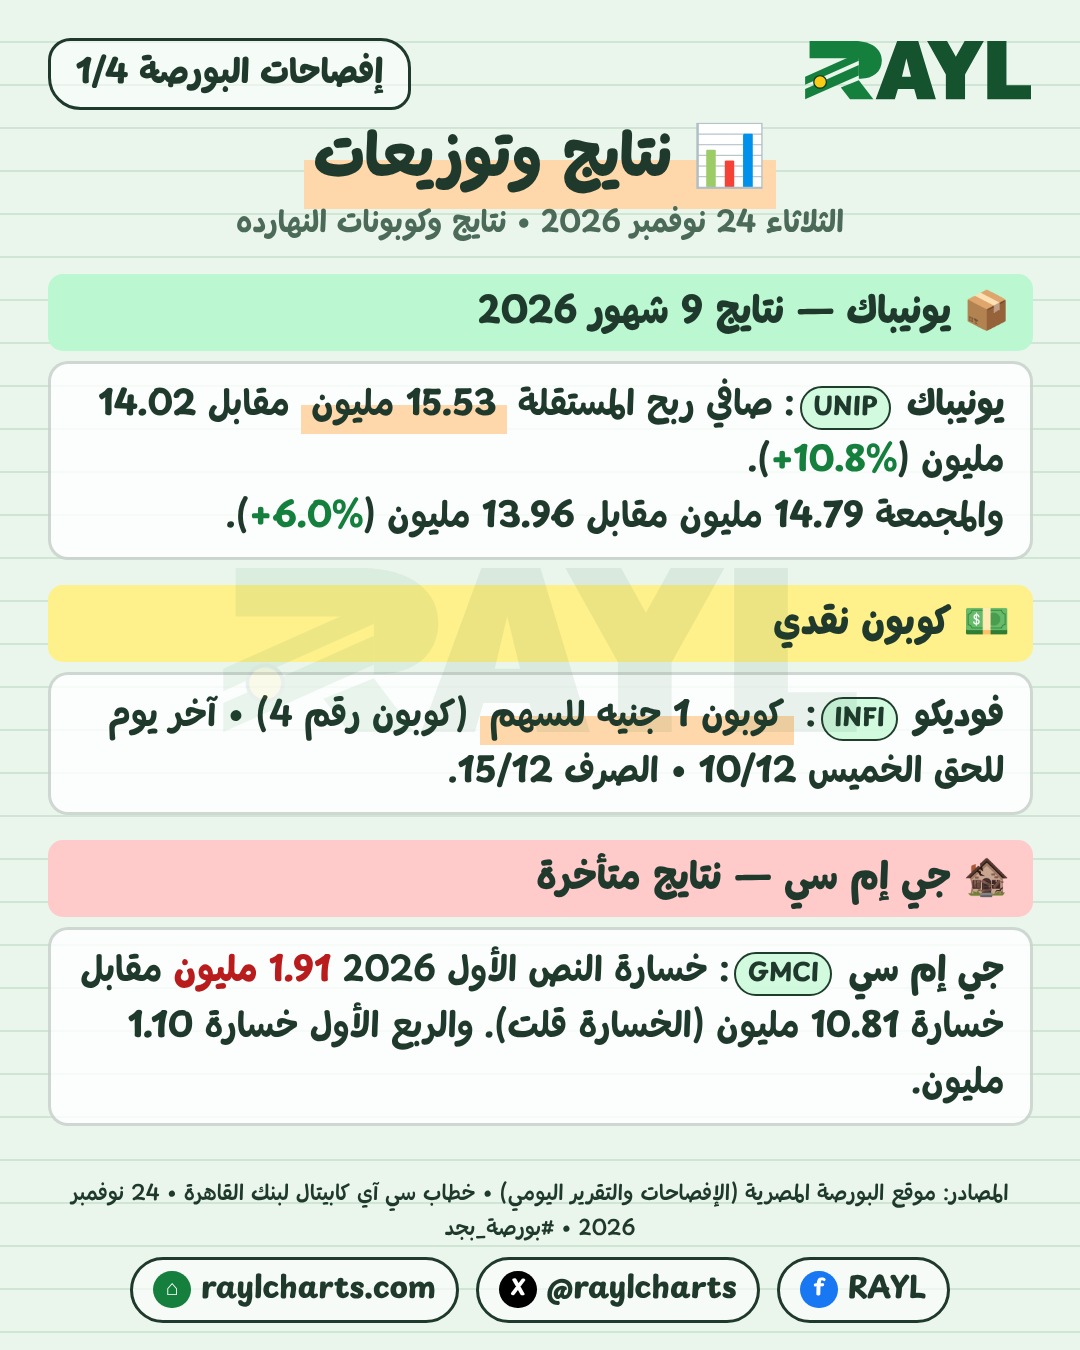 RAYL
إفصاحات البورصة 1/4
نتايج وتوزيعات
الثلاثاء 24 نوفمبر 2026 • نتايج وكوبونات النهارده
يونيباك — نتايج 9 شهور 2026
يونيباك UNIP: صافي ربح المستقلة 15.53 مليون مقابل 14.02
مليون (+10.8%).
والمجمعة 14.79 مليون مقابل 13.96 مليون (+6.0%).
كوبون نقدي
فوديكو INFI: كوبون 1 جنيه للسهم (كوبون رقم 4) • آخر يوم
للحق الخميس 10/12 • الصرف 15/12.
جي إم سي — نتايج متأخرة
جي إم سي GMCI: خسارة النص الأول 2026 1.91 مليون مقابل
خسارة 10.81 مليون (الخسارة قلت). والربع الأول خسارة 1.10
مليون.
المصادر: موقع البورصة المصرية (الإفصاحات والتقرير اليومي) • خطاب سي آي كابيتال لبنك القاهرة • 24 نوفمبر
2026 • #بورصة_بجد
RAYL
@raylcharts
raylcharts.com